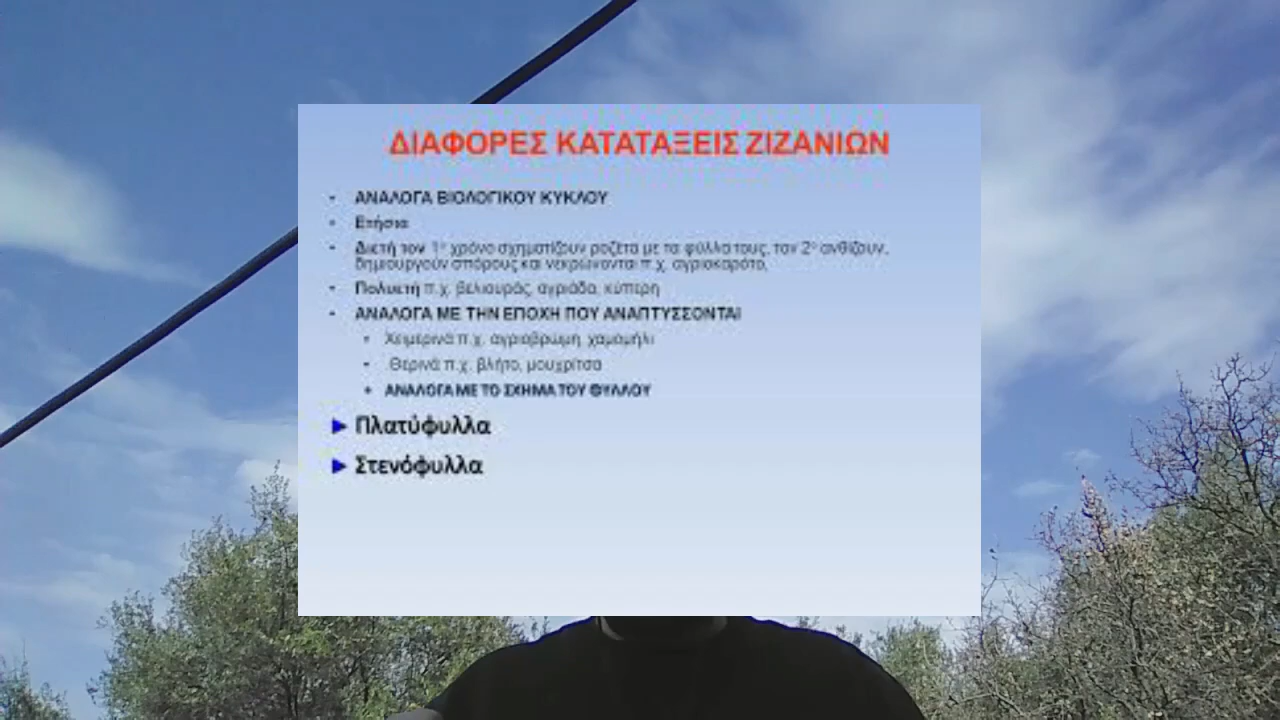 ΔΙΑΦΟΡΕΣ ΚΑΤΑΤΑΞΕΙΣ ΖΙΖΑΝΙΩΝ
• ΑΝΑΛΟΓΑ ΒΙΟΛΟΓΙΚΟΥ ΚΥΚΛΟΥ
• Ετήσια
• Διετή τον 1ο χρόνο σχηματίζουν ροζέτα με τα φύλλα τους, τον 2ο ανθίζουν,
δημιουργούν σπόρους και νεκρώνονται π.χ. αγριοκαρότο,
• Πολυετή π.χ. βελιουράς, αγριάδα, κύπερη
• ΑΝΑΛΟΓΑ ΜΕ ΤΗΝ ΕΠΟΧΗ ΠΟΥ ΑΝΑΠΤΥΣΣΟΝΤΑΙ
• Χειμερινά π.χ. αγριοβρώμη, χαμομήλι
• Θερινά π.χ. βλήτο, μουχρίτσα
• ΑΝΑΛΟΓΑ ΜΕ ΤΟ ΣΧΗΜΑ ΤΟΥ ΦΥΛΛΟΥ
► Πλατύφυλλα
► Στενόφυλλα